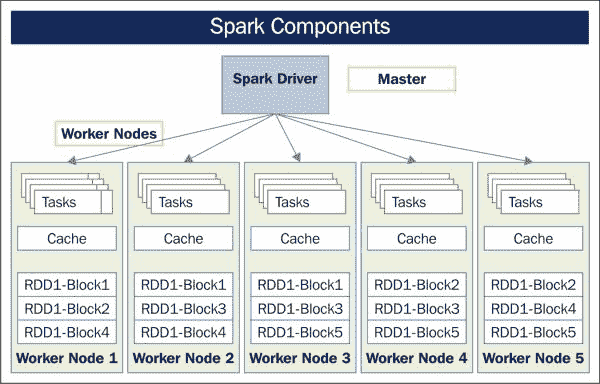 Spark Components
Spark Driver
Master
Worker Nodes
Tasks
Cache
RDD1-Block1
RDD1-Block2
RDD1-Block4
Worker Node 1
Tasks
Cache
RDD1-Block1
RDD1-Block3
RDD1-Block4
Worker Node 2
Tasks
Cache
RDD1-Block1
RDD1-Block3
RDD1-Block5
Worker Node 3
Tasks
Cache
RDD1-Block2
RDD1-Block3
RDD1-Block5
Worker Node 4
Tasks
Cache
RDD1-Block2
RDD1-Block4
RDD1-Block5
Worker Node 5